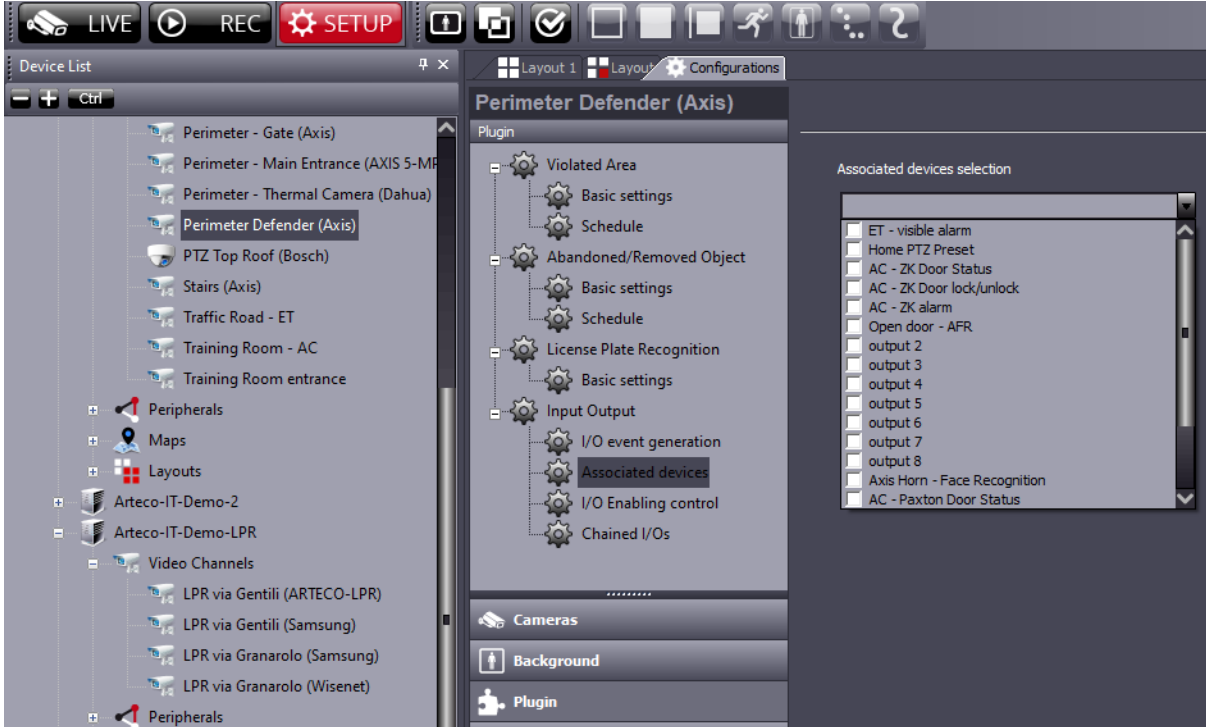 LIVE
REC
SETUP
Device List
Ctrl
Perimeter - Gate (Axis)
Perimeter - Main Entrance (AXIS 5-MP
Perimeter - Thermal Camera (Dahua)
Perimeter Defender (Axis)
PTZ Top Roof (Bosch)
Stairs (Axis)
Traffic Road - ET
Training Room - AC
Training Room entrance
Peripherals
Maps
Layouts
Arteco-IT-Demo-2
Arteco-IT-Demo-LPR
Video Channels
LPR via Gentili (ARTECO-LPR)
LPR via Gentili (Samsung)
LPR via Granarolo (Samsung)
LPR via Granarolo (Wisenet)
Peripherals
Layout 1
Layout
Configurations
Perimeter Defender (Axis)
Plugin
Violated Area
Basic settings
Schedule
Abandoned/Removed Object
Basic settings
Schedule
License Plate Recognition
Basic settings
Input Output
I/O event generation
Associated devices
I/O Enabling control
Chained I/Os
Cameras
Background
Plugin
Associated devices selection
ET - visible alarm
Home PTZ Preset
AC - ZK Door Status
AC - ZK Door lock/unlock
AC - ZK alarm
Open door - AFR
output 2
output 3
output 4
output 5
output 6
output 7
output 8
Axis Horn - Face Recognition
AC - Paxton Door Status